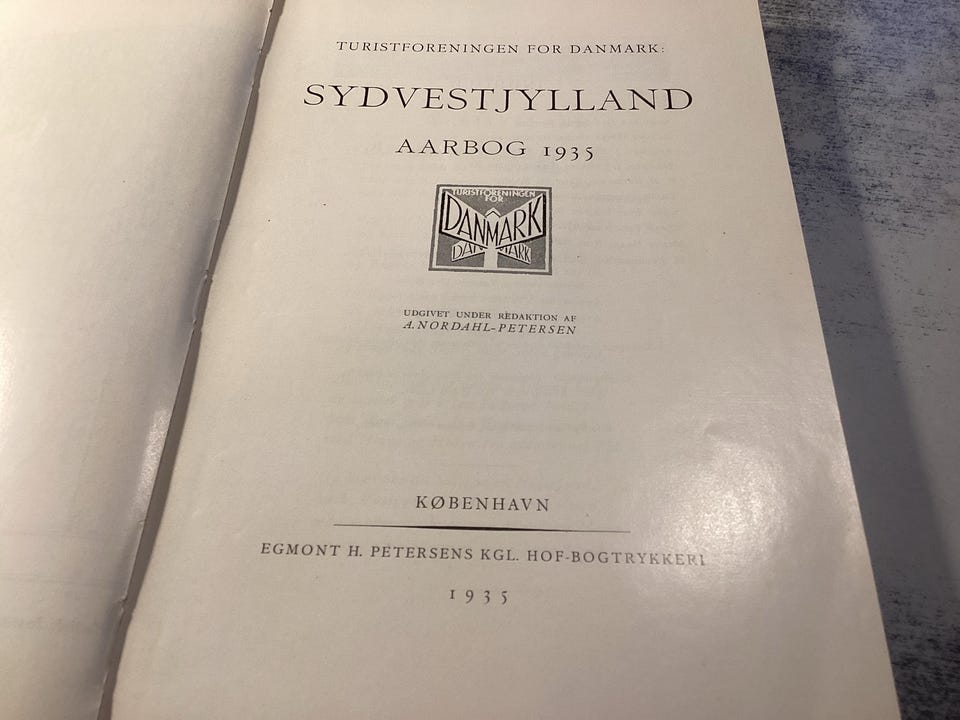 TURISTFORENINGEN FOR DANMARK:
SYDVESTJYLLAND
AARBOG 1935
TURISTFORENINGEN
FOR
DANMARK
DANMARK
UDGIVET UNDER REDAKTION AF
A. NORDAHL-PETERSEN
KØBENHAVN
EGMONT H. PETERSENS KGL. HOF-BOGTRYKKERI
1935